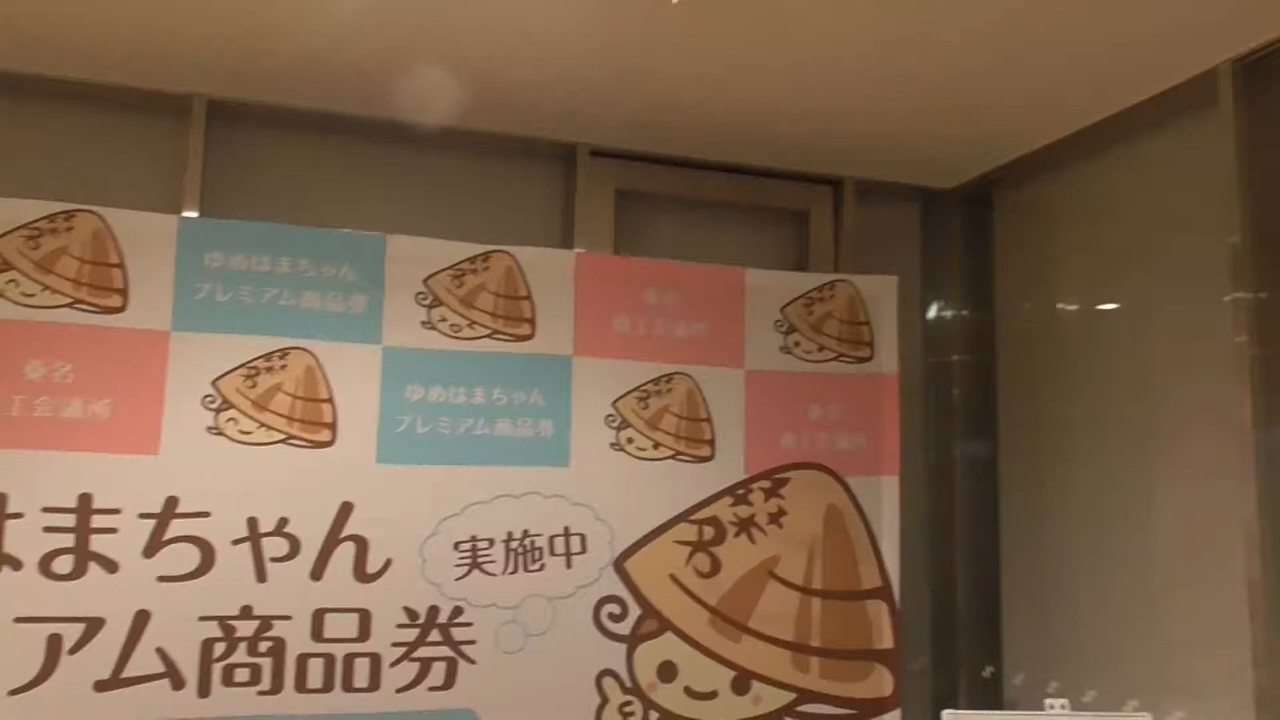 ゆめはまちゃん
プレミアム商品券
桑名
工会議所
ゆめはまちゃん
プレミアム商品券
はまちゃん
実施中
アム商品券